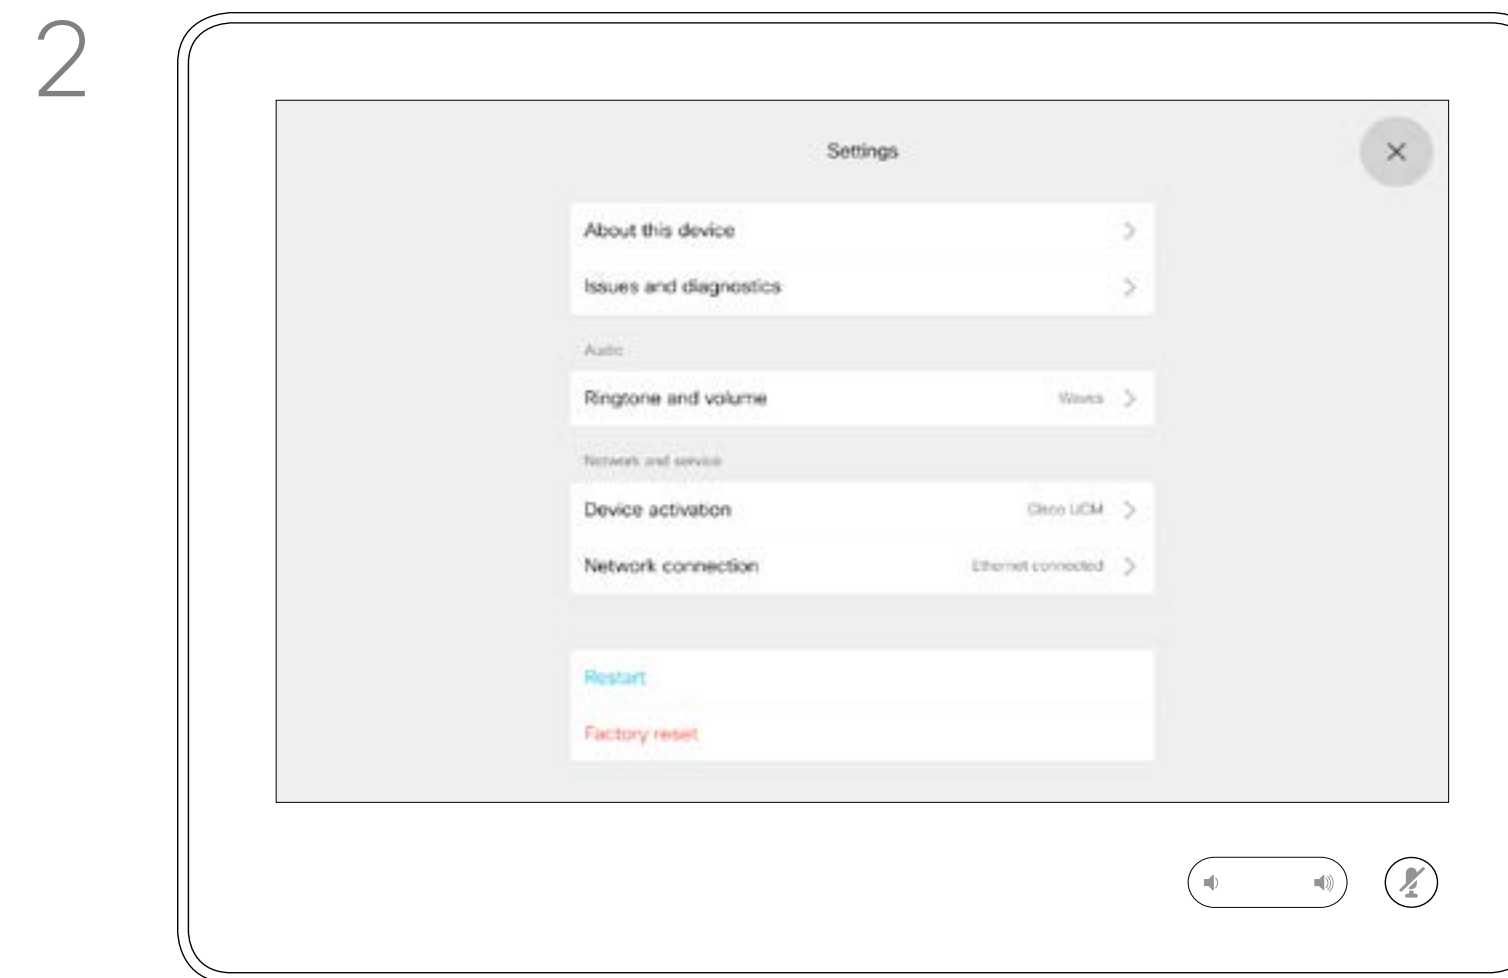 2
Settings
About this device
Issues and diagnostics
Audio
Ringtone and volume Waves
Network and service
Device activation Cisco UCM
Network connection Ethernet connected
Restart
Factory reset